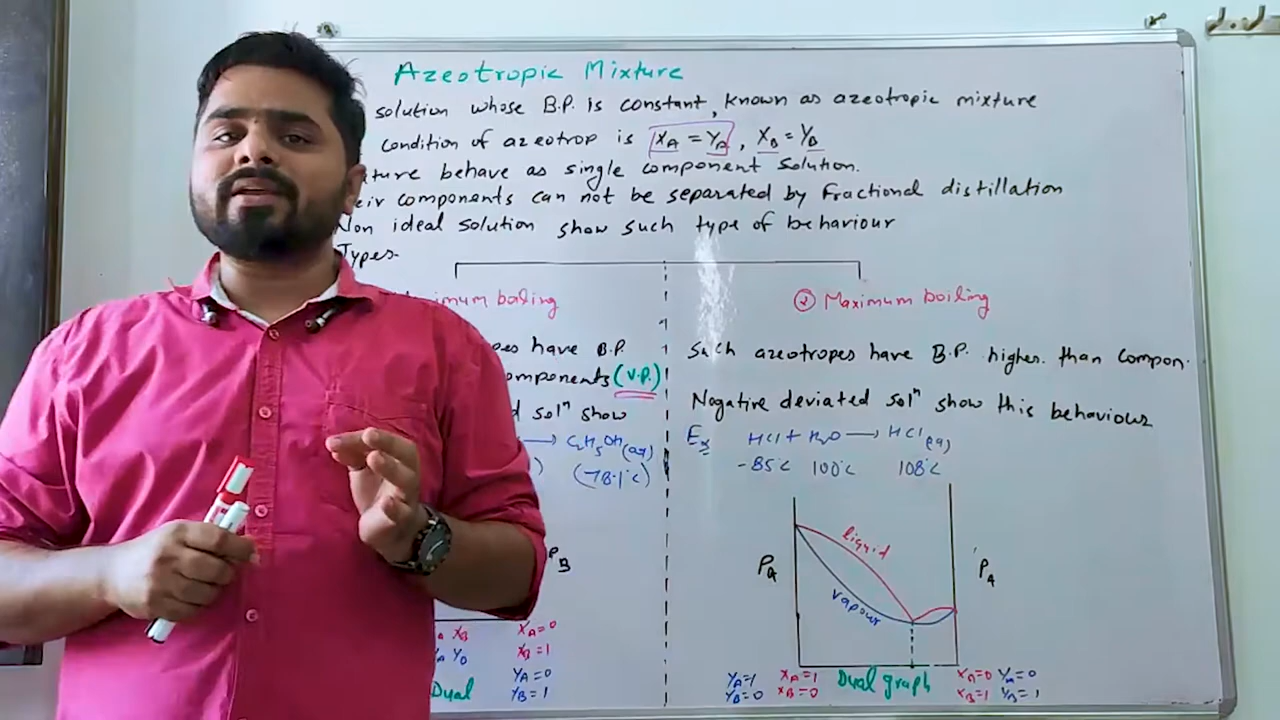 Azeotropic Mixture
solution whose B.P. is constant, known as azeotropic mixture
condition of azeotrop is XA = YA, XB = YB
ture behave as single component solution.
eir components can not be separated by Fractional distillation
Non ideal solution show such type of behaviour
Types-
imum boiling
pes have B.P.
omponents (V.P.)
d solⁿ show
→ C2H5OH(aq)
(78.1°C)
PB
XB
XA=0
XB=1
YA=0
YB=1
Dual
② Maximum boiling
Such azeotropes have B.P. higher. than compon.
Nagative deviated solⁿ show this behaviour
Ex
HCl + H2O → HCl(aq)
-85°C 100°C 108°C
liquid
vapour
PA
YA=1 XA=1
YB=0 XB=0
Dual graph
XA=0 YA=0
XB=1 YB=1